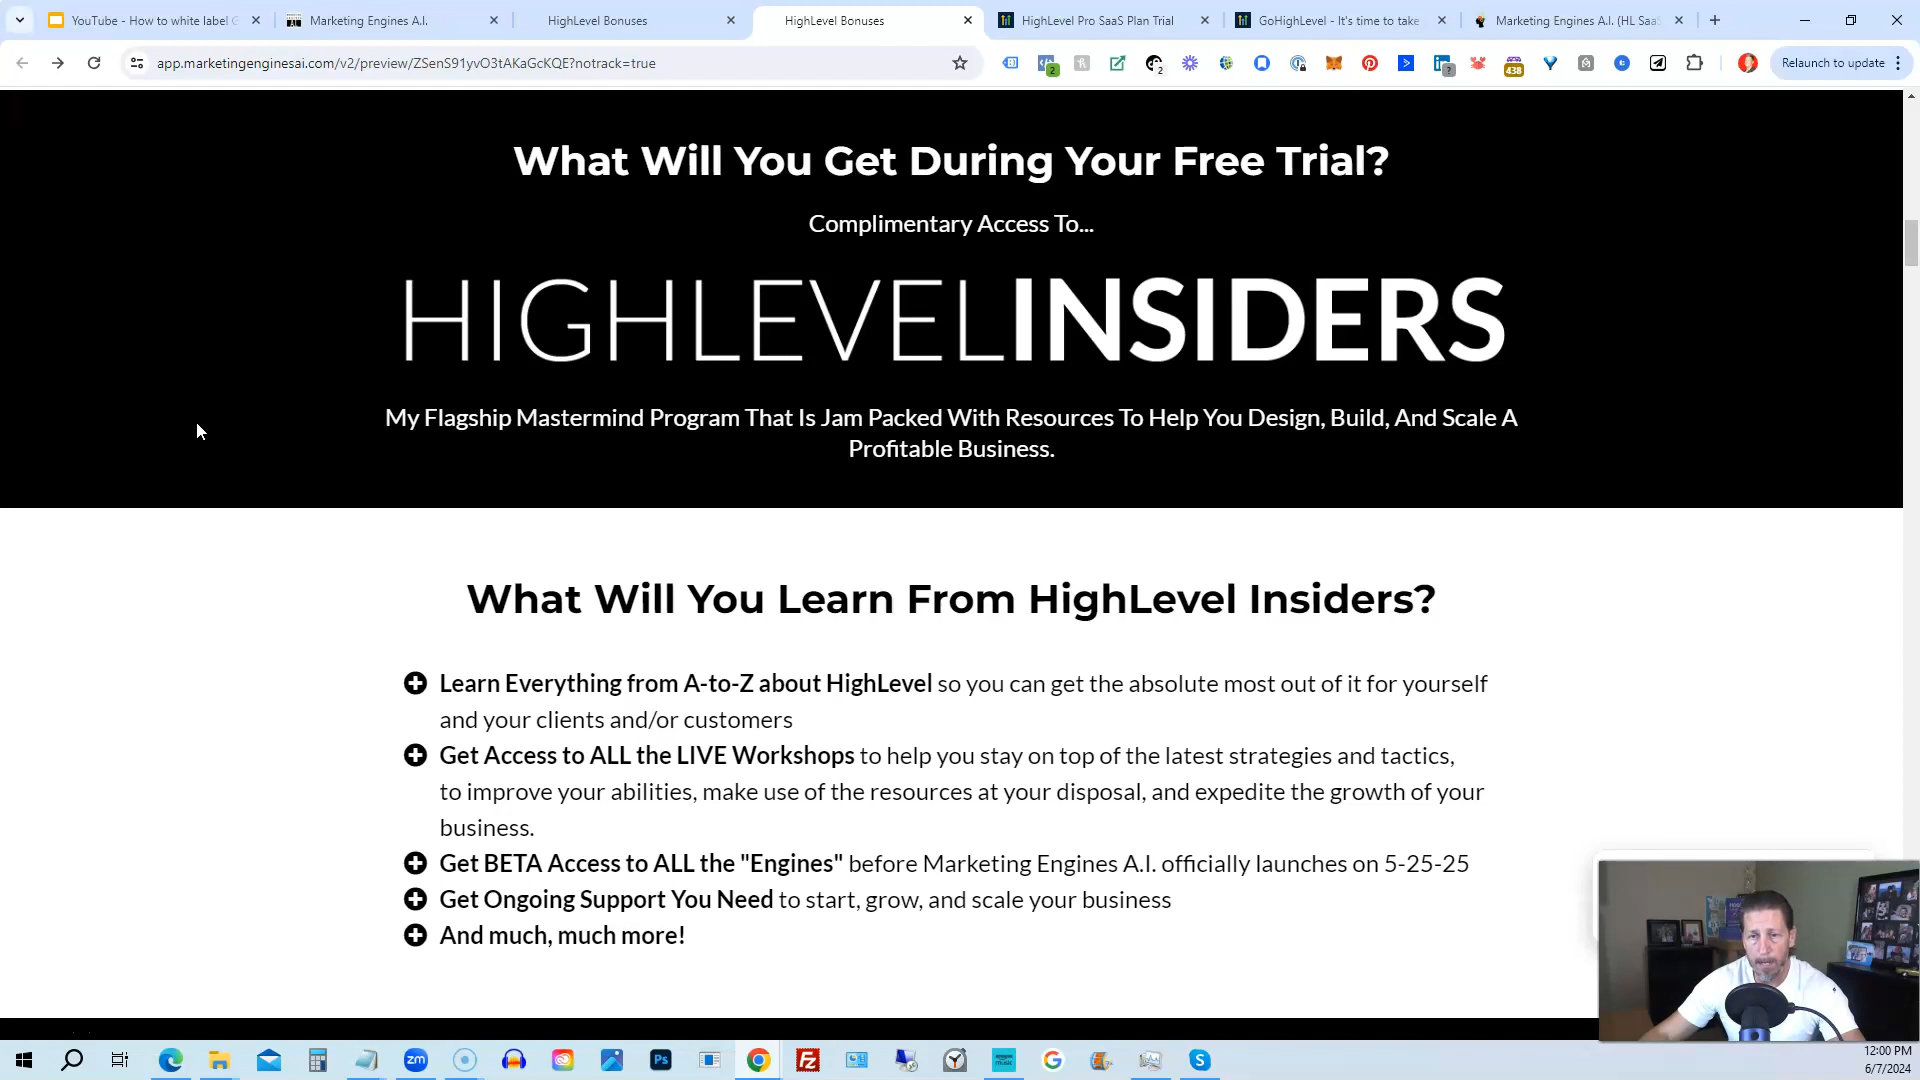 YouTube - How to white label G
Marketing Engines A.I.
HighLevel Bonuses
HighLevel Bonuses
HighLevel Pro SaaS Plan Trial
GoHighLevel - It's time to take
Marketing Engines A.I. (HL Saa
app.marketingenginesai.com/v2/preview/ZSenS91yvO3tAKaGcKQE?notrack=true
2
2
?
438
Relaunch to update
What Will You Get During Your Free Trial?
Complimentary Access To...
HIGHLEVELINSIDERS
My Flagship Mastermind Program That Is Jam Packed With Resources To Help You Design, Build, And Scale A
Profitable Business.
What Will You Learn From HighLevel Insiders?
Learn Everything from A-to-Z about HighLevel so you can get the absolute most out of it for yourself
and your clients and/or customers
Get Access to ALL the LIVE Workshops to help you stay on top of the latest strategies and tactics,
to improve your abilities, make use of the resources at your disposal, and expedite the growth of your
business.
Get BETA Access to ALL the "Engines" before Marketing Engines A.I. officially launches on 5-25-25
Get Ongoing Support You Need to start, grow, and scale your business
And much, much more!
zm
Ps
12:00 PM
6/7/2024